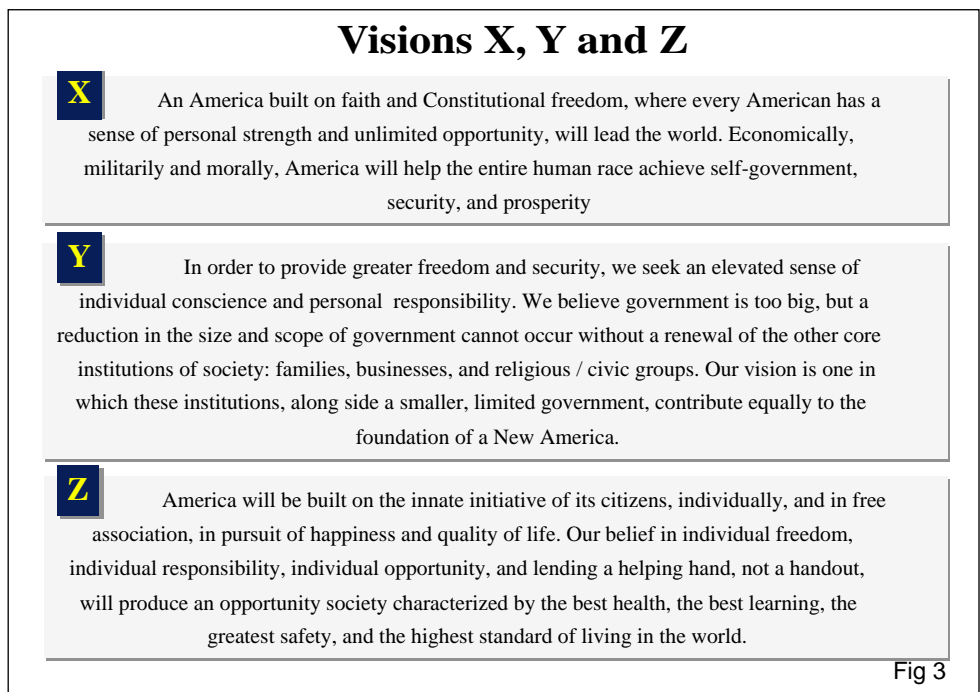 Visions X, Y and Z
X
An America built on faith and Constitutional freedom, where every American has a
sense of personal strength and unlimited opportunity, will lead the world. Economically,
militarily and morally, America will help the entire human race achieve self-government,
security, and prosperity
Y
In order to provide greater freedom and security, we seek an elevated sense of
individual conscience and personal responsibility. We believe government is too big, but a
reduction in the size and scope of government cannot occur without a renewal of the other core
institutions of society: families, businesses, and religious / civic groups. Our vision is one in
which these institutions, along side a smaller, limited government, contribute equally to the
foundation of a New America.
Z
America will be built on the innate initiative of its citizens, individually, and in free
association, in pursuit of happiness and quality of life. Our belief in individual freedom,
individual responsibility, individual opportunity, and lending a helping hand, not a handout,
will produce an opportunity society characterized by the best health, the best learning, the
greatest safety, and the highest standard of living in the world.
Fig 3